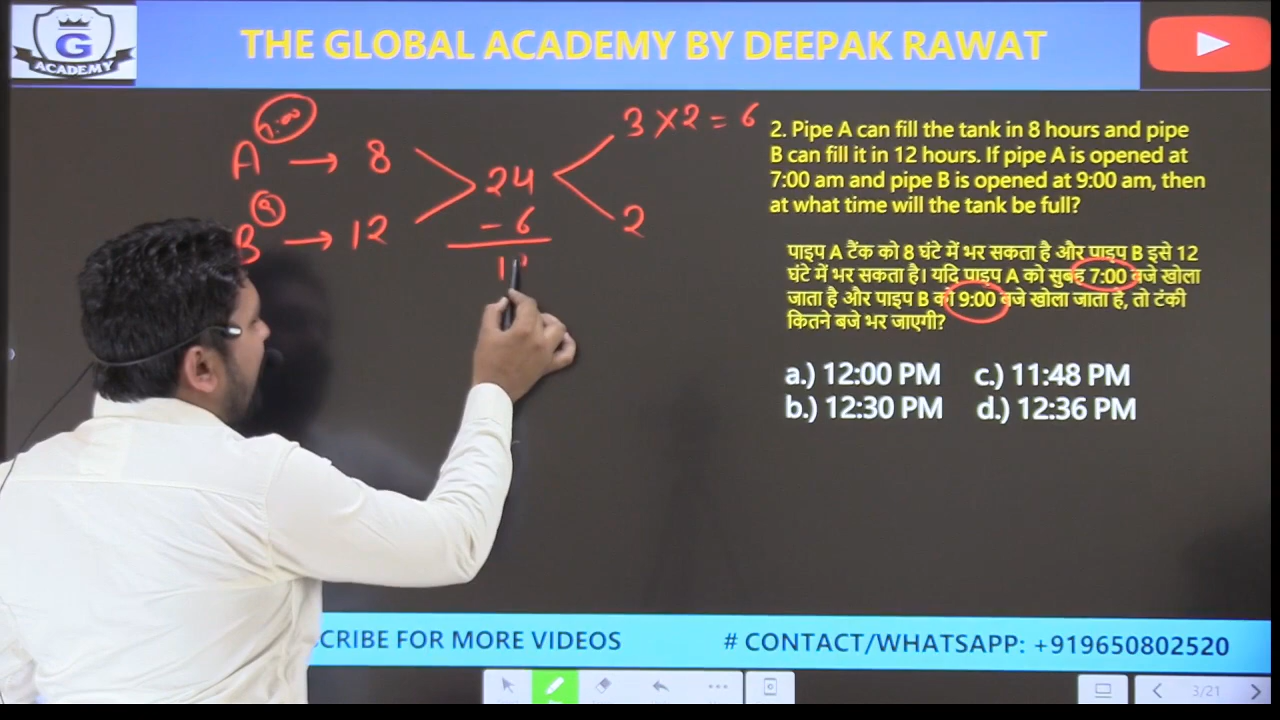 G
ACADEMY
THE GLOBAL ACADEMY BY DEEPAK RAWAT
7:00
A → 8
9
B → 12
24
- 6
3 × 2 = 6
2
2. Pipe A can fill the tank in 8 hours and pipe
B can fill it in 12 hours. If pipe A is opened at
7:00 am and pipe B is opened at 9:00 am, then
at what time will the tank be full?
पाइप A टैंक को 8 घंटे में भर सकता है और पाइप B इसे 12
घंटे में भर सकता है। यदि पाइप A को सुबह 7:00 बजे खोला
जाता है और पाइप B को 9:00 बजे खोला जाता है, तो टंकी
कितने बजे भर जाएगी?
a.) 12:00 PM c.) 11:48 PM
b.) 12:30 PM d.) 12:36 PM
FOR MORE VIDEOS # CONTACT/WHATSAPP: +919650802520
3/21